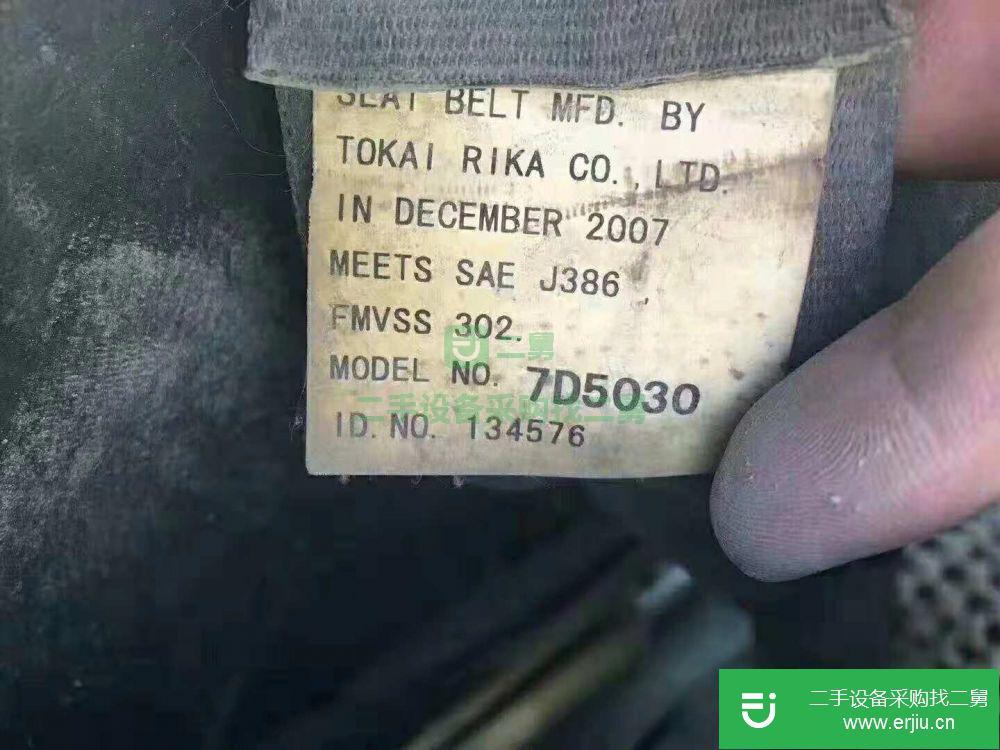 SEAT BELT MFD. BY
TOKAI RIKA CO., LTD.
IN DECEMBER 2007
MEETS SAE J386,
FMVSS 302.
二舅
MODEL NO. 7D5030
二手设备采购找二舅
ID. NO. 134576
二手设备采购找二舅
www.erjiu.cn